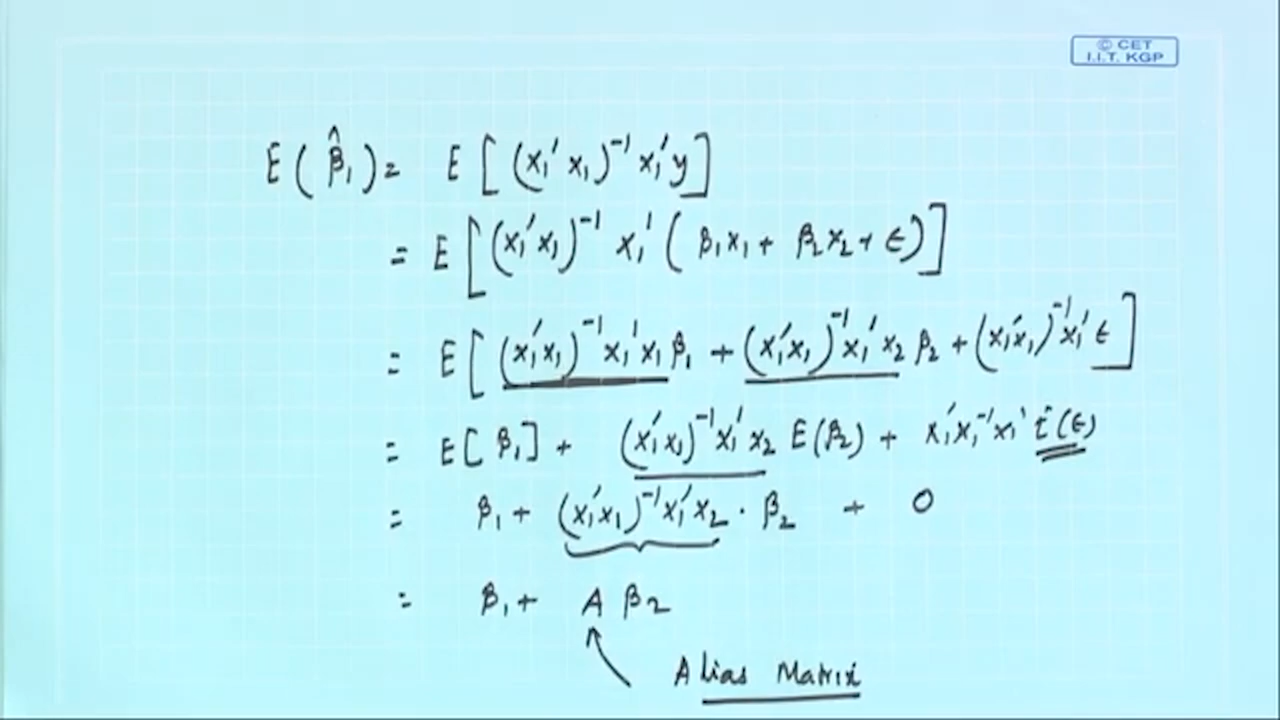 © CET
I.I.T. KGP
E(β̂₁) = E[(x₁'x₁)⁻¹x₁'y]
= E[(x₁'x₁)⁻¹ x₁'(β₁x₁ + β₂x₂ + ϵ)]
= E[(x₁'x₁)⁻¹x₁'x₁β₁ + (x₁'x₁)⁻¹x₁'x₂β₂ + (x₁'x₁)⁻¹x₁'ϵ]
= E[β₁] + (x₁'x₁)⁻¹x₁'x₂ E(β₂) + x₁'x₁⁻¹x₁' E(ϵ)
= β₁ + (x₁'x₁)⁻¹x₁'x₂ · β₂ + 0
= β₁ + A β₂
Alias Matrix